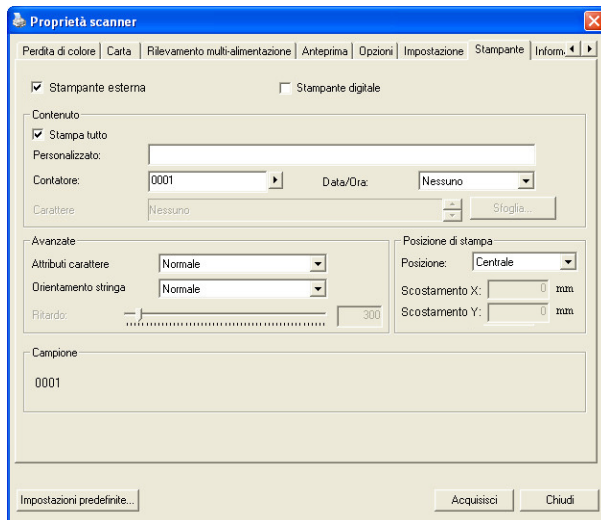 Proprietà scanner
Perdita di colore Carta Rilevamento multi-alimentazione Anteprima Opzioni Impostazione Stampante Inform
Stampante esterna Stampante digitale
Contenuto
Stampa tutto
Personalizzato:
Contatore: 0001 Data/Ora: Nessuno
Carattere Nessuno Sfoglia...
Avanzate Posizione di stampa
Attributi carattere Normale Posizione: Centrale
Orientamento stringa Normale Scostamento X: 0 mm
Ritardo: 300 Scostamento Y: 0 mm
Campione
0001
Impostazioni predefinite... Acquisisci Chiudi